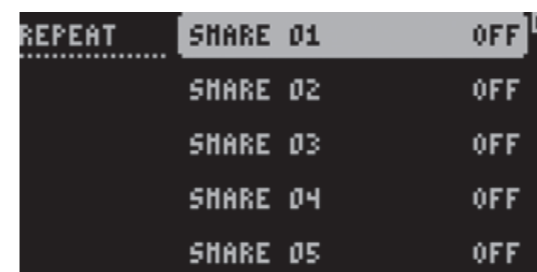 REPEAT SNARE 01 OFF
SNARE 02 OFF
SNARE 03 OFF
SNARE 04 OFF
SNARE 05 OFF